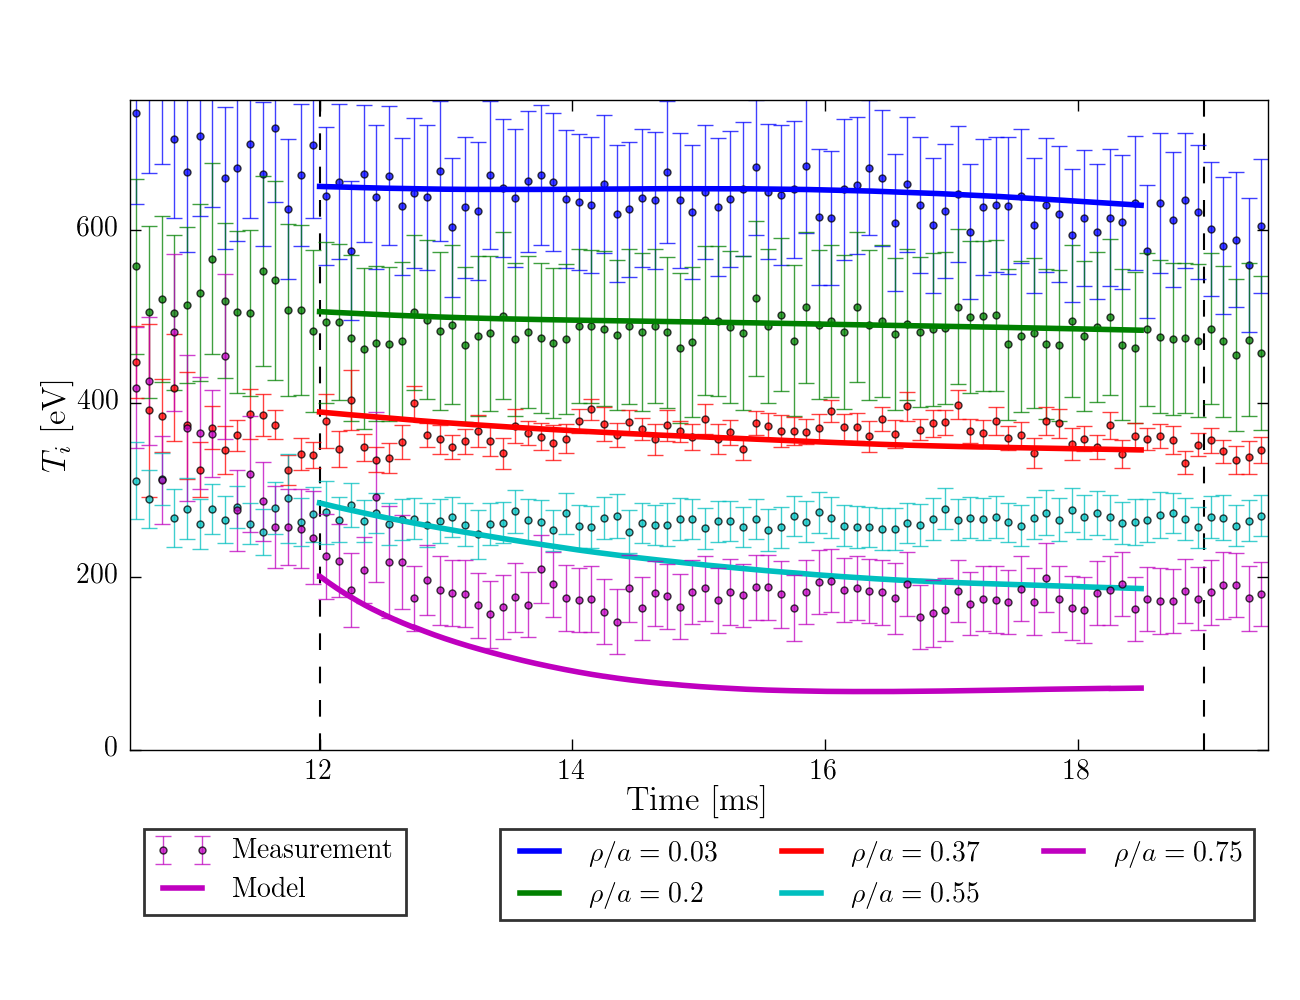 600
400
200
0
T_i [eV]
12 14 16 18
Time [ms]
Measurement
Model
ρ/a = 0.03 ρ/a = 0.37 ρ/a = 0.75
ρ/a = 0.2 ρ/a = 0.55